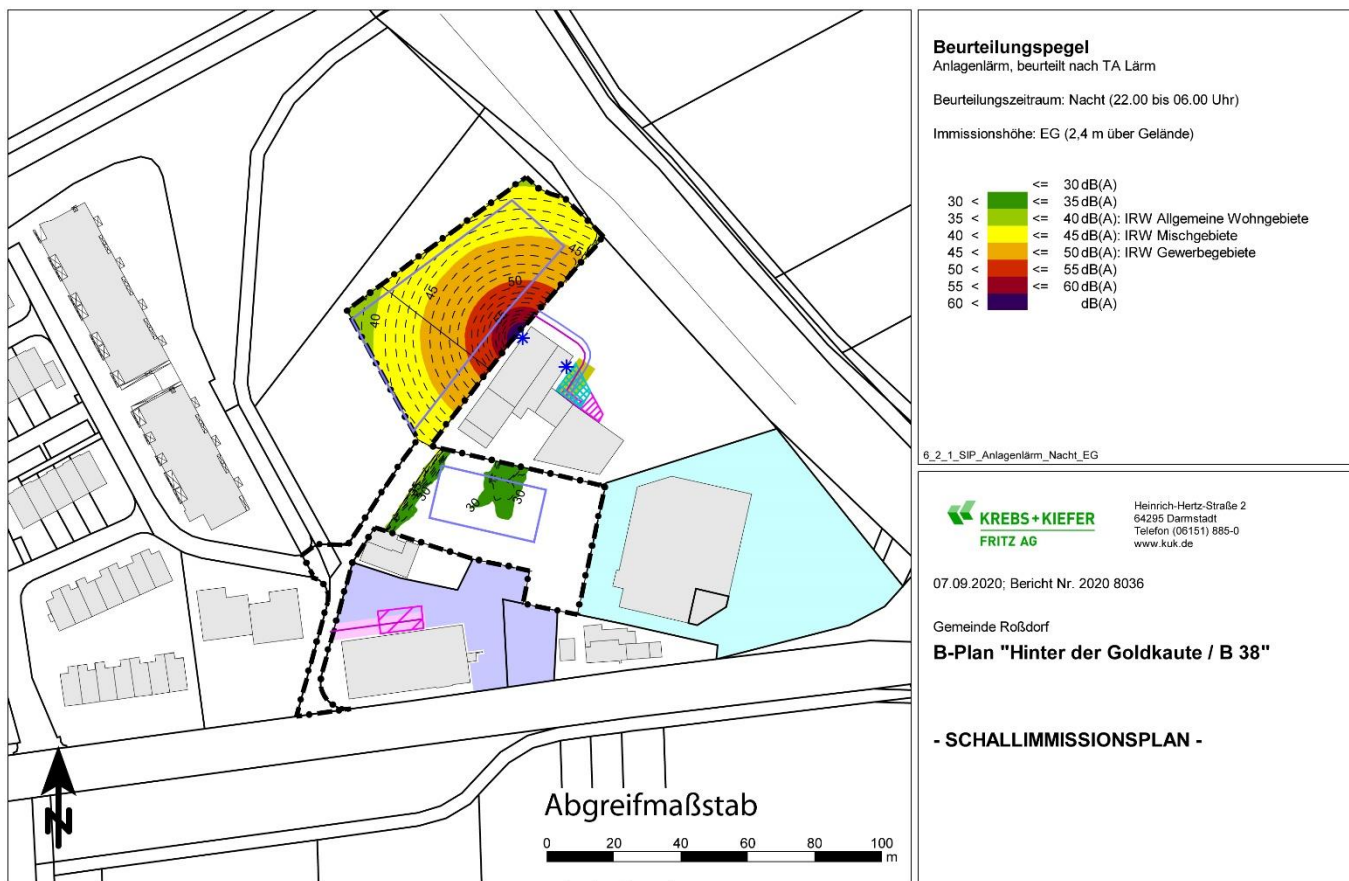 Beurteilungspegel
Anlagenlärm, beurteilt nach TA Lärm
Beurteilungszeitraum: Nacht (22.00 bis 06.00 Uhr)
Immissionshöhe: EG (2,4 m über Gelände)
<= 30 dB(A)
30 < <= 35 dB(A)
35 < <= 40 dB(A): IRW Allgemeine Wohngebiete
40 < <= 45 dB(A): IRW Mischgebiete
45 < <= 50 dB(A): IRW Gewerbegebiete
50 < <= 55 dB(A)
55 < <= 60 dB(A)
60 < dB(A)
6_2_1_SIP_Anlagenlärm_Nacht_EG
KREBS+KIEFER
FRITZ AG
Heinrich-Hertz-Straße 2
64295 Darmstadt
Telefon (06151) 885-0
www.kuk.de
07.09.2020; Bericht Nr. 2020 8036
Gemeinde Roßdorf
B-Plan "Hinter der Goldkaute / B 38"
- SCHALLIMMISSIONSPLAN -
45
50
45
40
55
35
30
30
30
N
Abgreifmaßstab
0 20 40 60 80 100
m